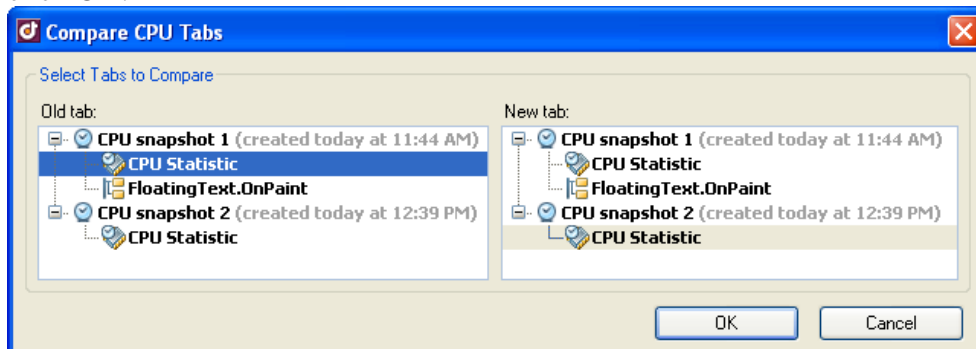 Compare CPU Tabs
Select Tabs to Compare
Old tab:
CPU snapshot 1 (created today at 11:44 AM)
CPU Statistic
FloatingText.OnPaint
CPU snapshot 2 (created today at 12:39 PM)
CPU Statistic
New tab:
CPU snapshot 1 (created today at 11:44 AM)
CPU Statistic
FloatingText.OnPaint
CPU snapshot 2 (created today at 12:39 PM)
CPU Statistic
OK
Cancel